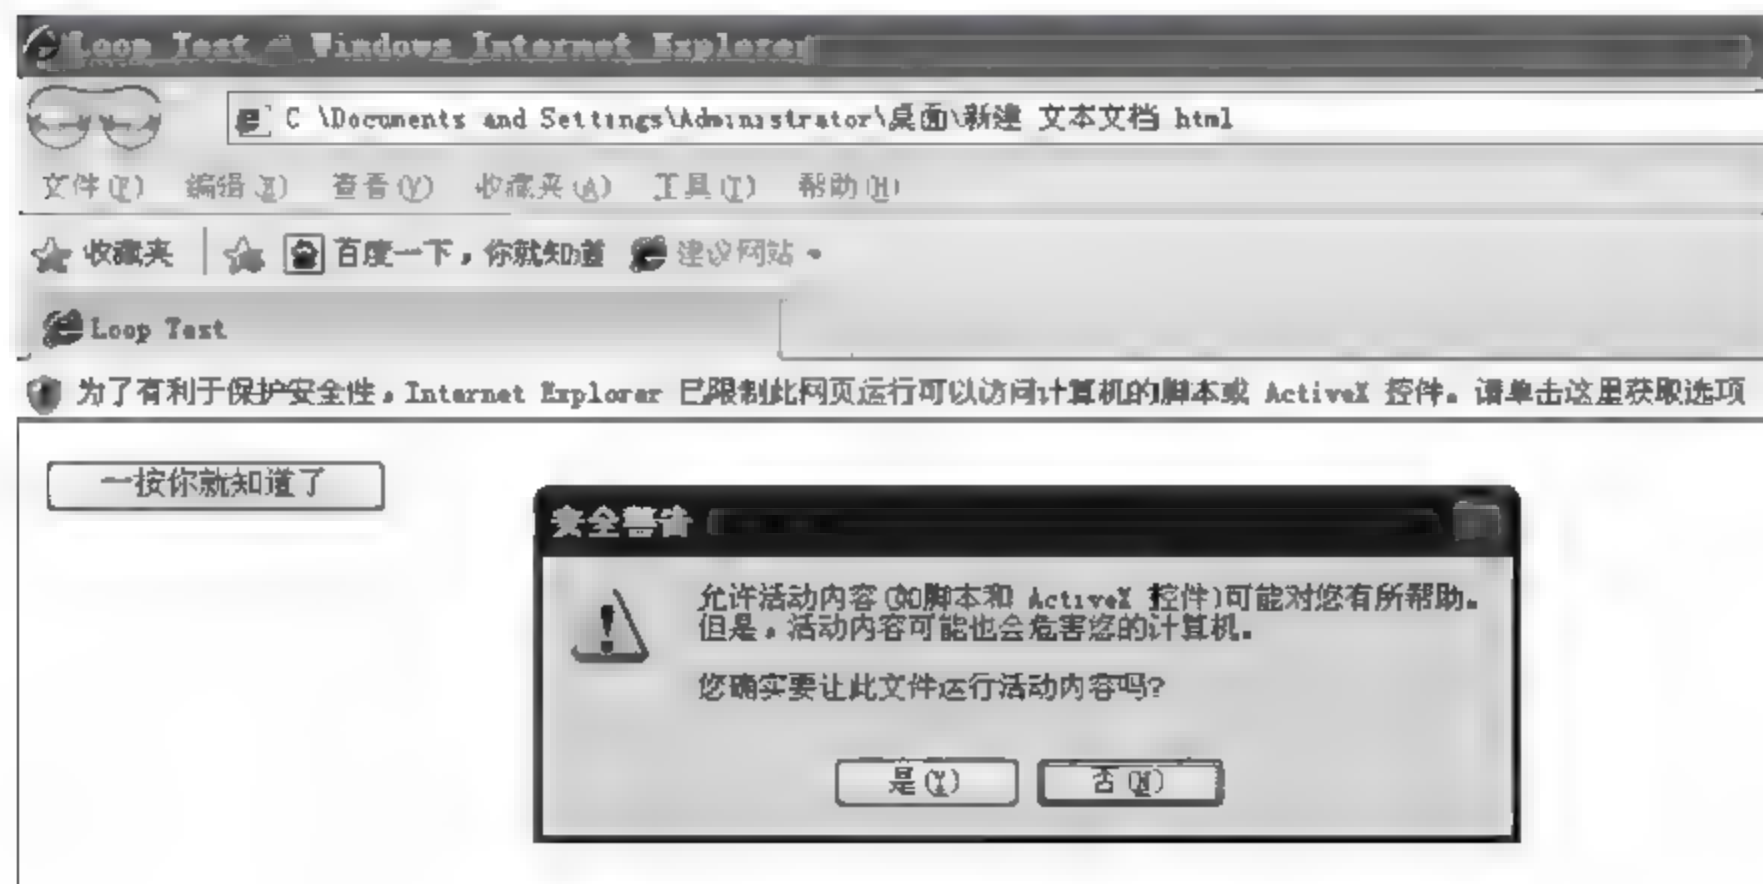 Loop Test - Windows Internet Explorer
C \Documents and Settings\Administrator\桌面\新建 文本文档 html
文件(F) 编辑(E) 查看(V) 收藏夹(A) 工具(T) 帮助(H)
收藏夹 百度一下，你就知道 建议网站
Loop Test
为了有利于保护安全性，Internet Explorer 已限制此网页运行可以访问计算机的脚本或 ActiveX 控件。请单击这里获取选项
一按你就知道了
安全警告
允许活动内容(如脚本和 ActiveX 控件)可能对您有所帮助。
但是，活动内容可能也会危害您的计算机。
您确实要让此文件运行活动内容吗?
是(Y) 否(N)